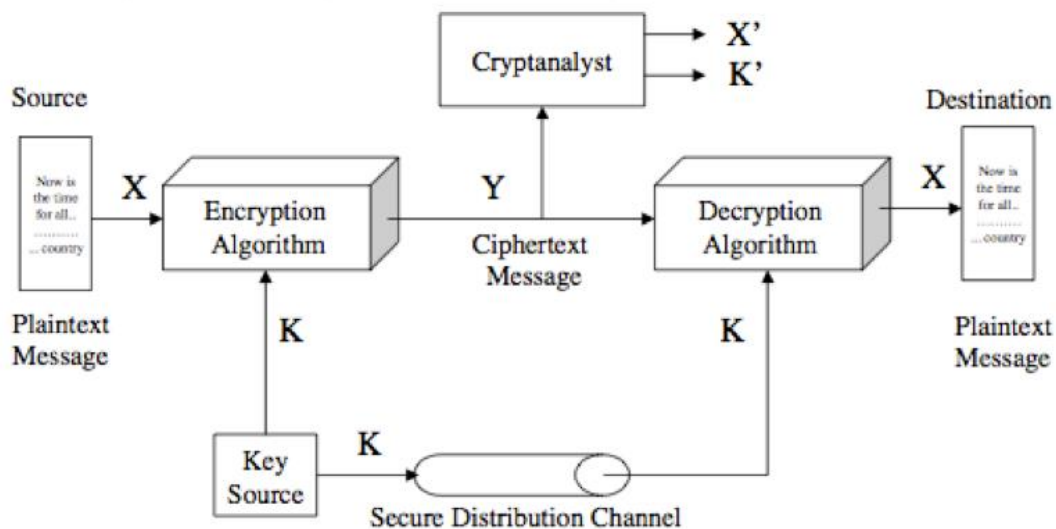 Cryptanalyst
X’
K’
Source
Destination
Now is
the time
for all..
...........
... country
X
Encryption
Algorithm
Y
Ciphertext
Message
Decryption
Algorithm
X
Now is
the time
for all..
...........
... country
Plaintext
Message
K
K
Plaintext
Message
Key
Source
K
Secure Distribution Channel